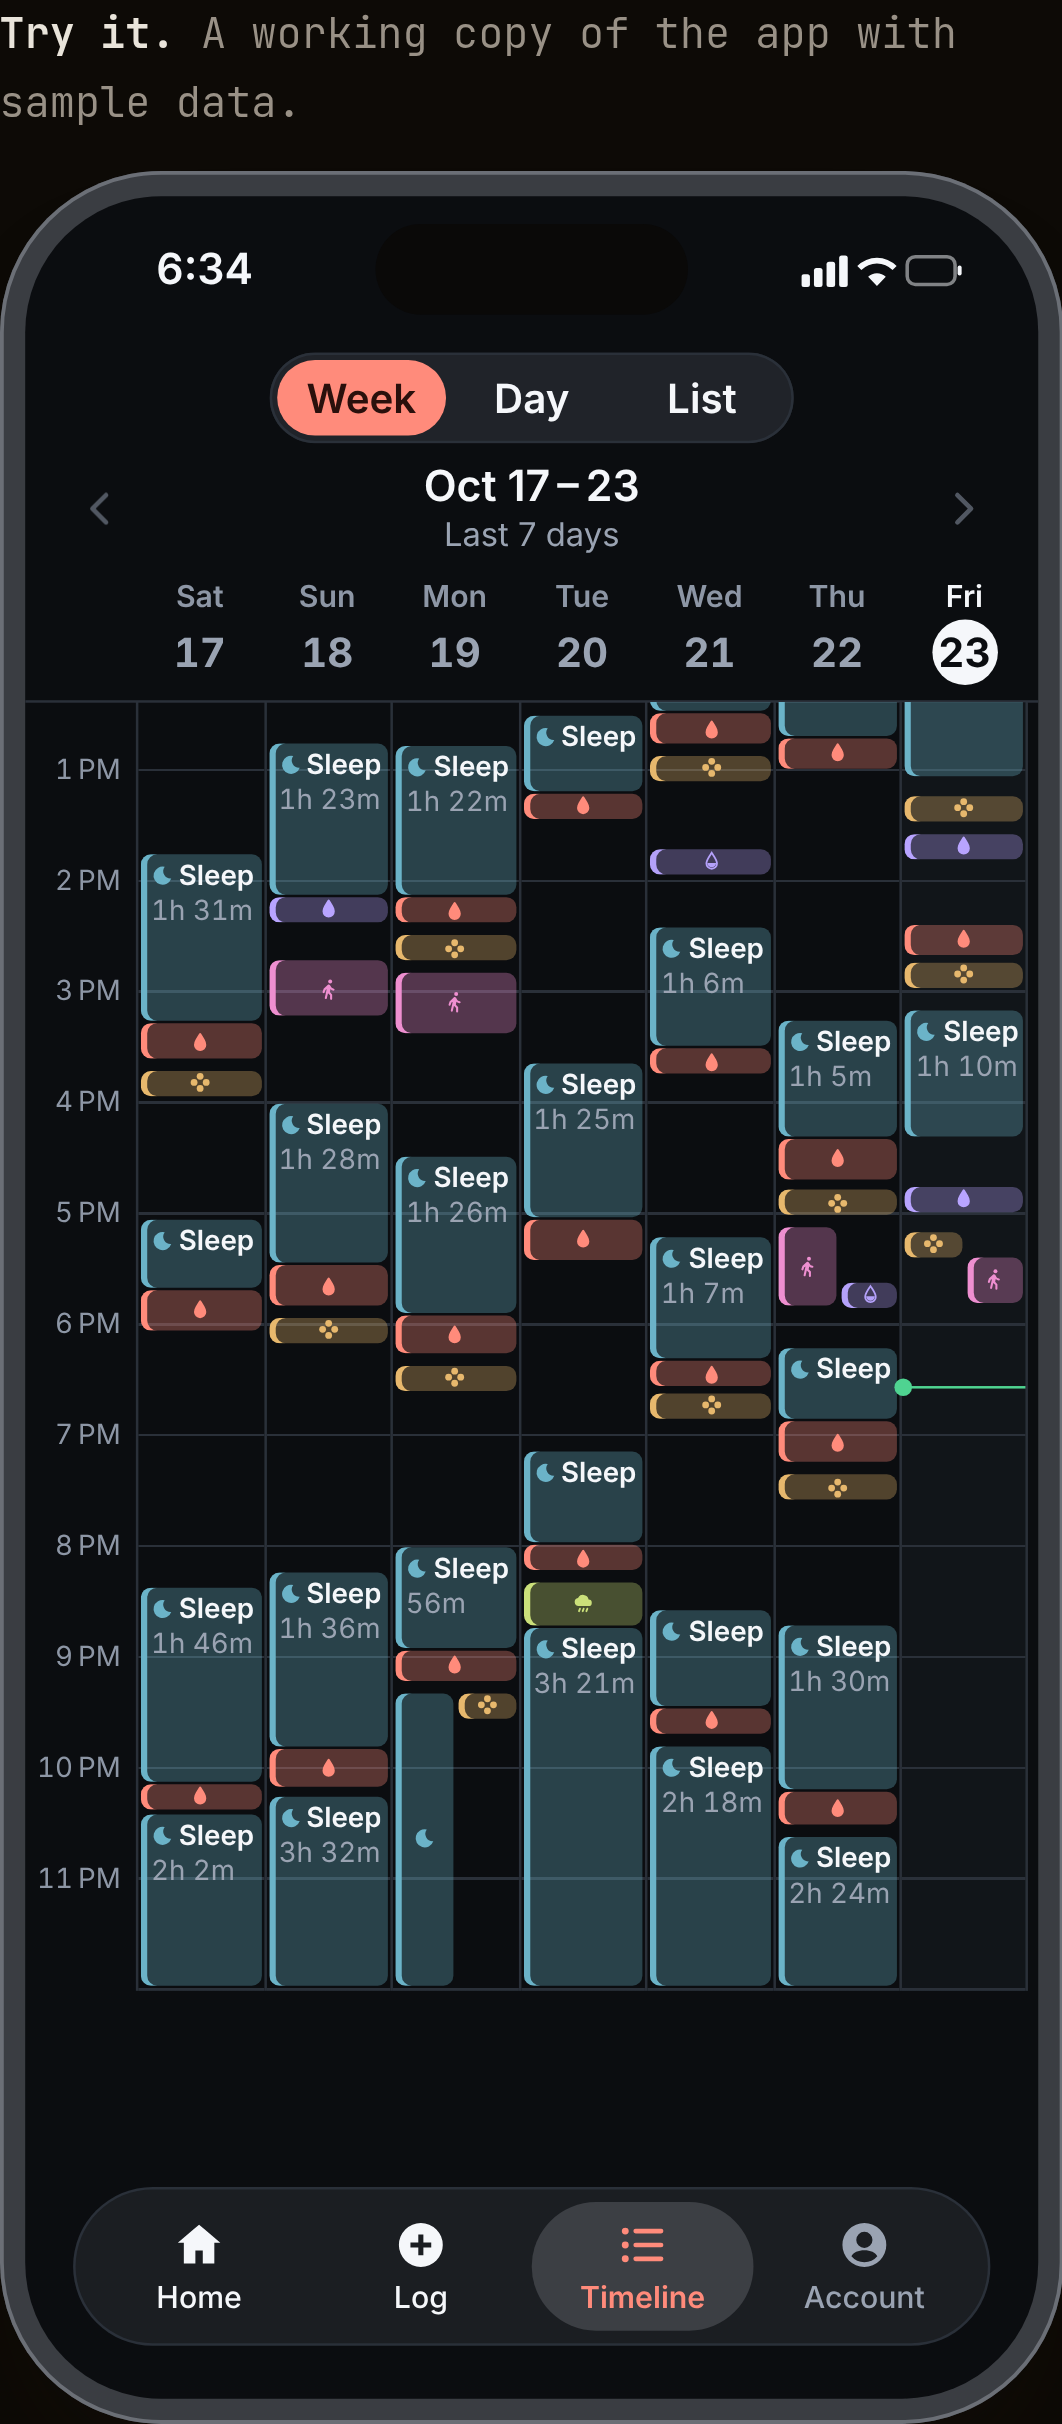 Try it. A working copy of the app with
sample data.
6:34
Week Day List
Oct 17 – 23
Last 7 days
Sat Sun Mon Tue Wed Thu Fri
17 18 19 20 21 22 23
Sleep
1 PM Sleep Sleep
1h 23m 1h 22m
2 PM Sleep
1h 31m
Sleep
3 PM 1h 6m
Sleep Sleep
1h 5m 1h 10m
4 PM Sleep Sleep
1h 28m 1h 25m
Sleep
5 PM 1h 26m
Sleep Sleep
1h 7m
6 PM
Sleep
7 PM
Sleep
8 PM
Sleep
56m
Sleep Sleep Sleep
1h 46m 1h 36m
9 PM Sleep Sleep
3h 21m 1h 30m
10 PM Sleep
2h 18m
Sleep Sleep Sleep
2h 2m 3h 32m 2h 24m
11 PM
Home Log Timeline Account